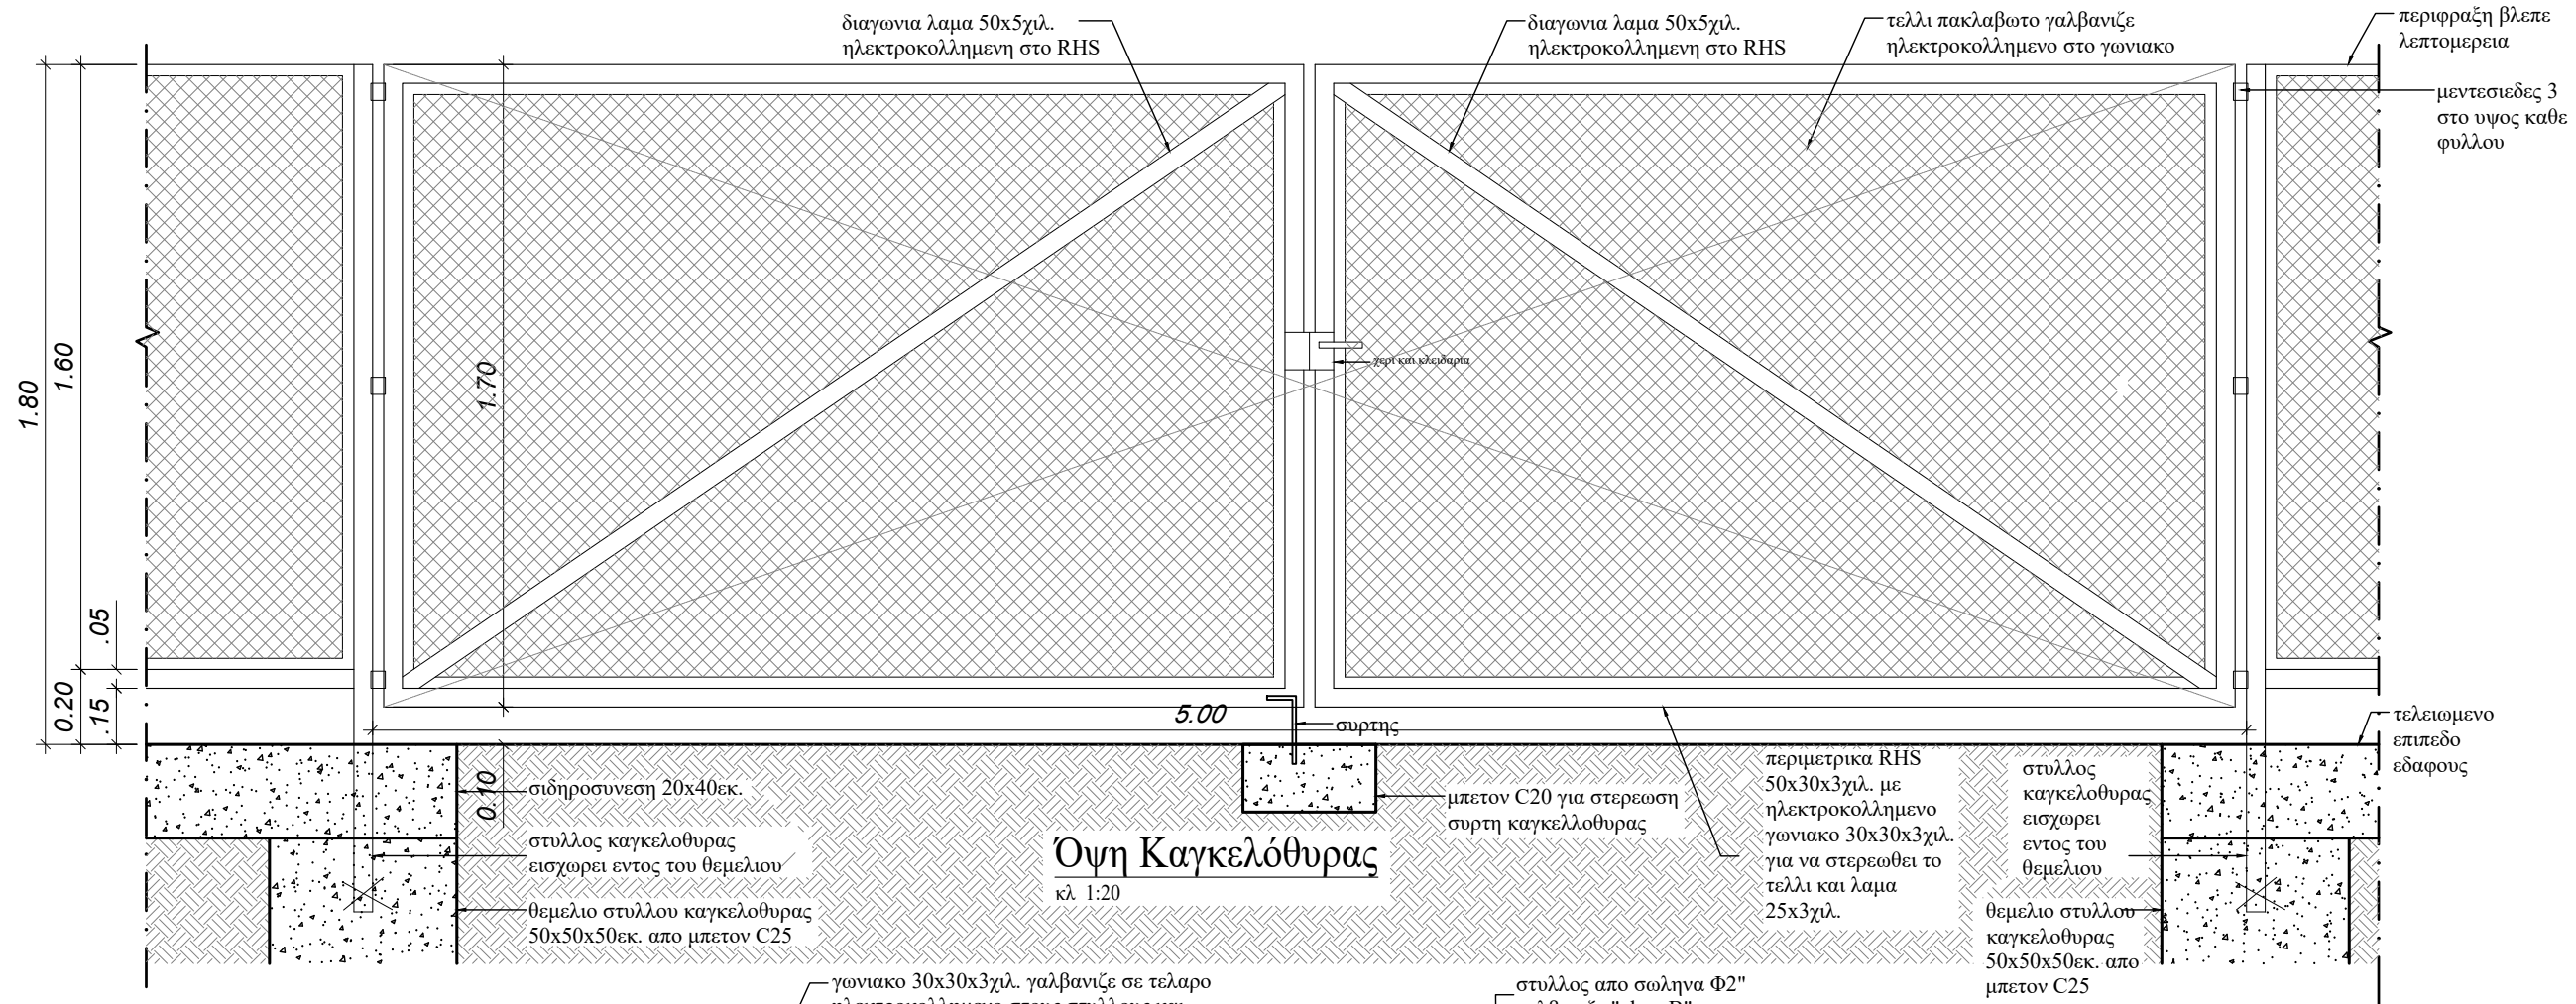 διαγωνια λαμα 50x5χιλ.
ηλεκτροκολλημενη στο RHS
διαγωνια λαμα 50x5χιλ.
ηλεκτροκολλημενη στο RHS
τελλι πακλαβωτο γαλβανιζε
ηλεκτροκολλημενο στο γωνιακο
περιφραξη βλεπε
λεπτομερεια
μεντεσιεδες 3
στο υψος καθε
φυλλου
1.80
1.60
1.70
χερι και κλειδαρια
.05
0.20
.15
5.00
συρτης
τελειωμενο
επιπεδο
εδαφους
0.10
σιδηροσυνεση 20x40εκ.
στυλλος καγκελοθυρας
εισχωρει εντος του θεμελιου
θεμελιο στυλλου καγκελοθυρας
50x50x50εκ. απο μπετον C25
μπετον C20 για στερεωση
συρτη καγκελλοθυρας
Όψη Καγκελόθυρας
κλ 1:20
περιμετρικα RHS
50x30x3χιλ. με
ηλεκτροκολλημενο
γωνιακο 30x30x3χιλ.
για να στερεωθει το
τελλι και λαμα
25x3χιλ.
στυλλος
καγκελοθυρας
εισχωρει
εντος του
θεμελιου
θεμελιο στυλλου
καγκελοθυρας
50x50x50εκ. απο
μπετον C25
γωνιακο 30x30x3χιλ. γαλβανιζε σε τελαρο
στυλλος απο σωληνα Φ2"